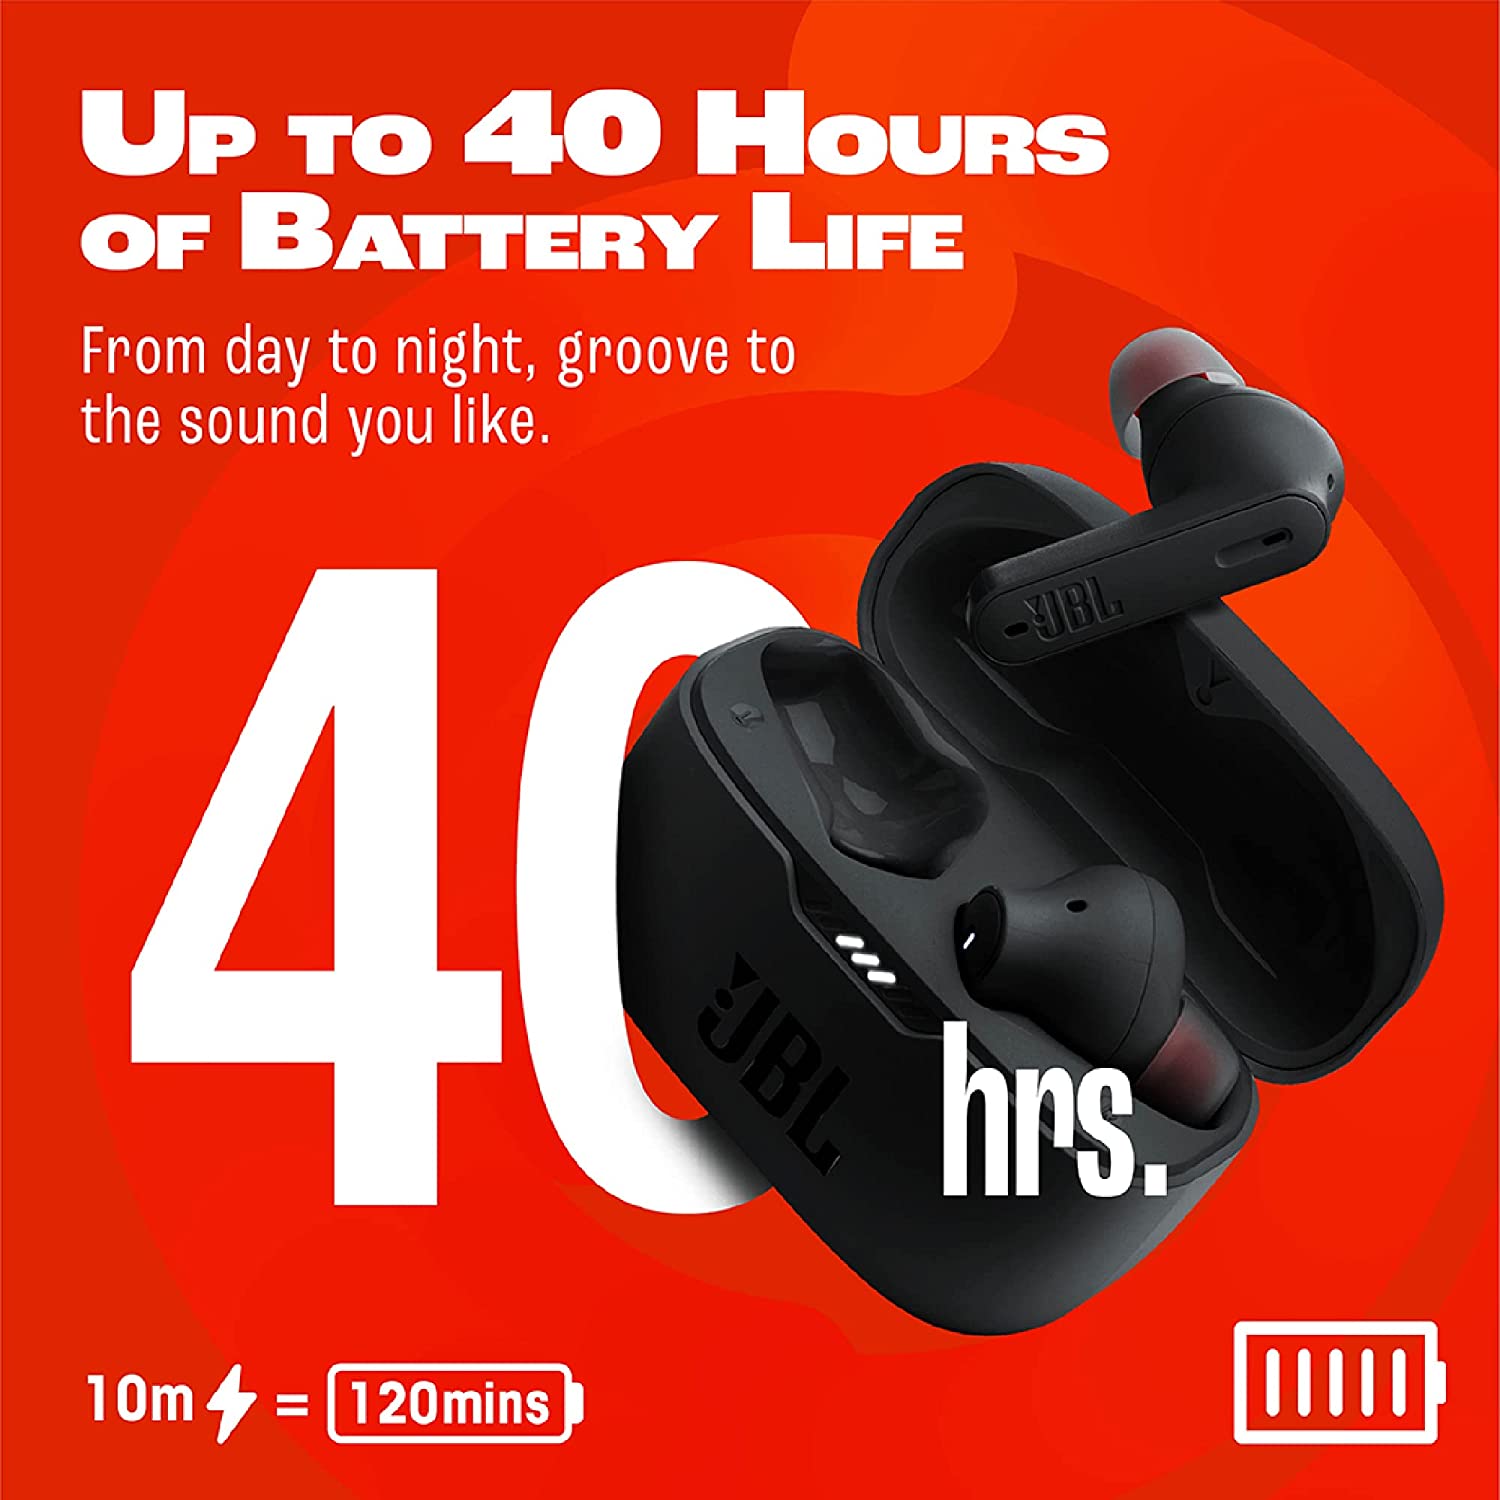 UP TO 40 HOURS
OF BATTERY LIFE
From day to night, groove to
the sound you like.
40
hrs.
JBL
JBL
10m = 120mins